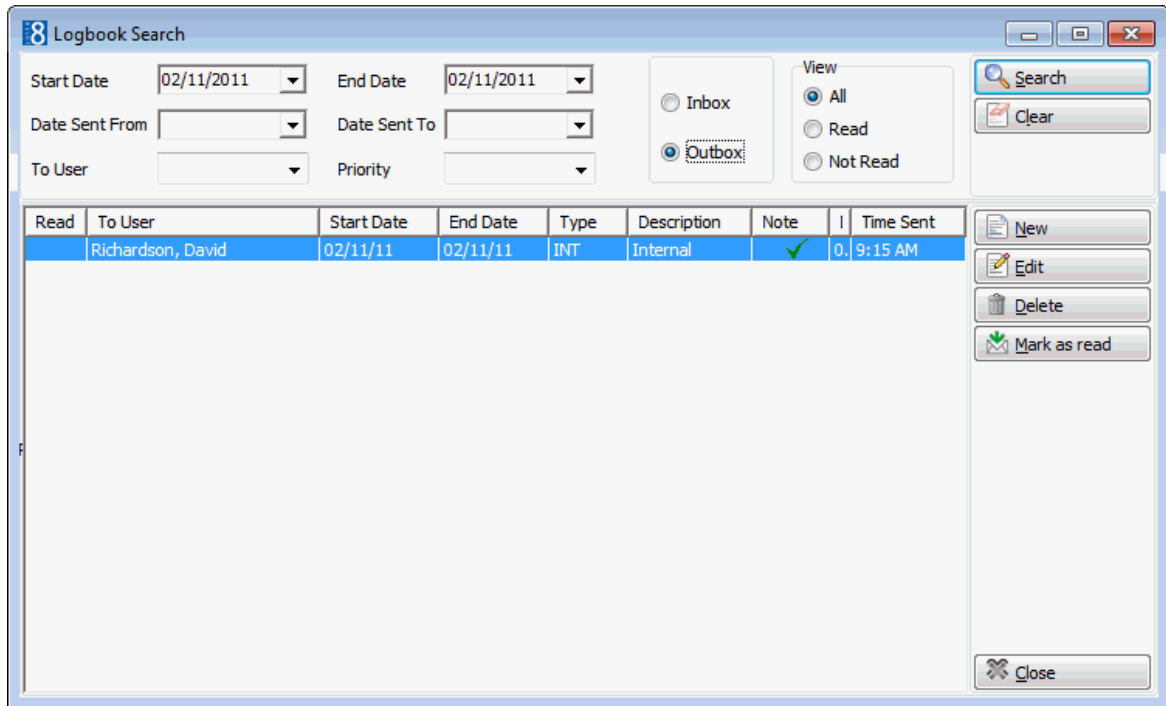 8 Logbook Search
Start Date 02/11/2011 End Date 02/11/2011
Date Sent From Date Sent To
To User Priority
Inbox
Outbox
View
All
Read
Not Read
Search
Clear
Read To User Start Date End Date Type Description Note I Time Sent
Richardson, David 02/11/11 02/11/11 INT Internal 0. 9:15 AM
New
Edit
Delete
Mark as read
Close